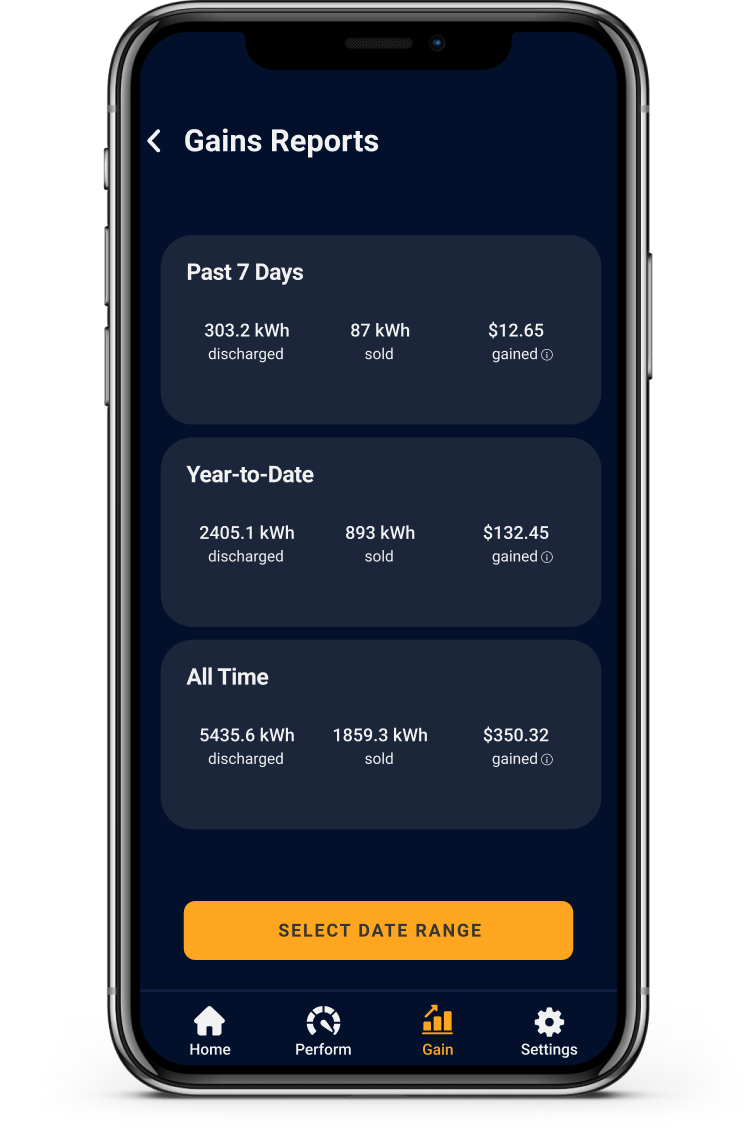 Gains Reports
Past 7 Days
303.2 kWh 87 kWh $12.65
discharged sold gained ⓘ
Year-to-Date
2405.1 kWh 893 kWh $132.45
discharged sold gained ⓘ
All Time
5435.6 kWh 1859.3 kWh $350.32
discharged sold gained ⓘ
SELECT DATE RANGE
Home Perform Gain Settings